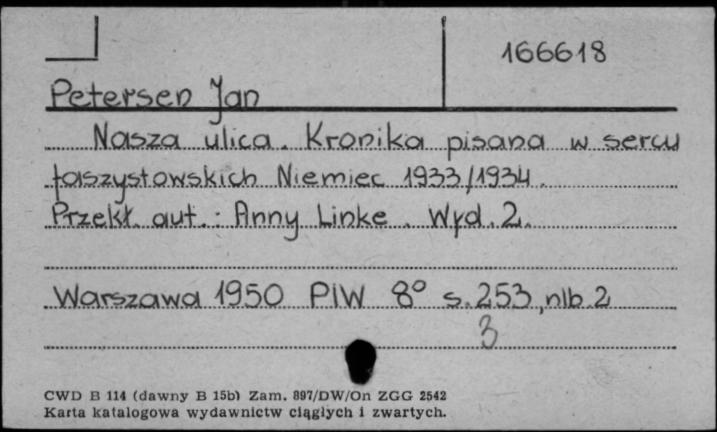 166618
Petersen Jan
Nasza ulica. Kronika pisana w sercu
faszystowskich Niemiec 1933/1934.
Przekł. aut.: Anny Linke. Wyd. 2.
Warszawa 1950 PIW 8° s. 253, nlb. 2
3
CWD B 114 (dawny B 15b) Zam. 897/DW/On ZGG 2542
Karta katalogowa wydawnictw ciągłych i zwartych.